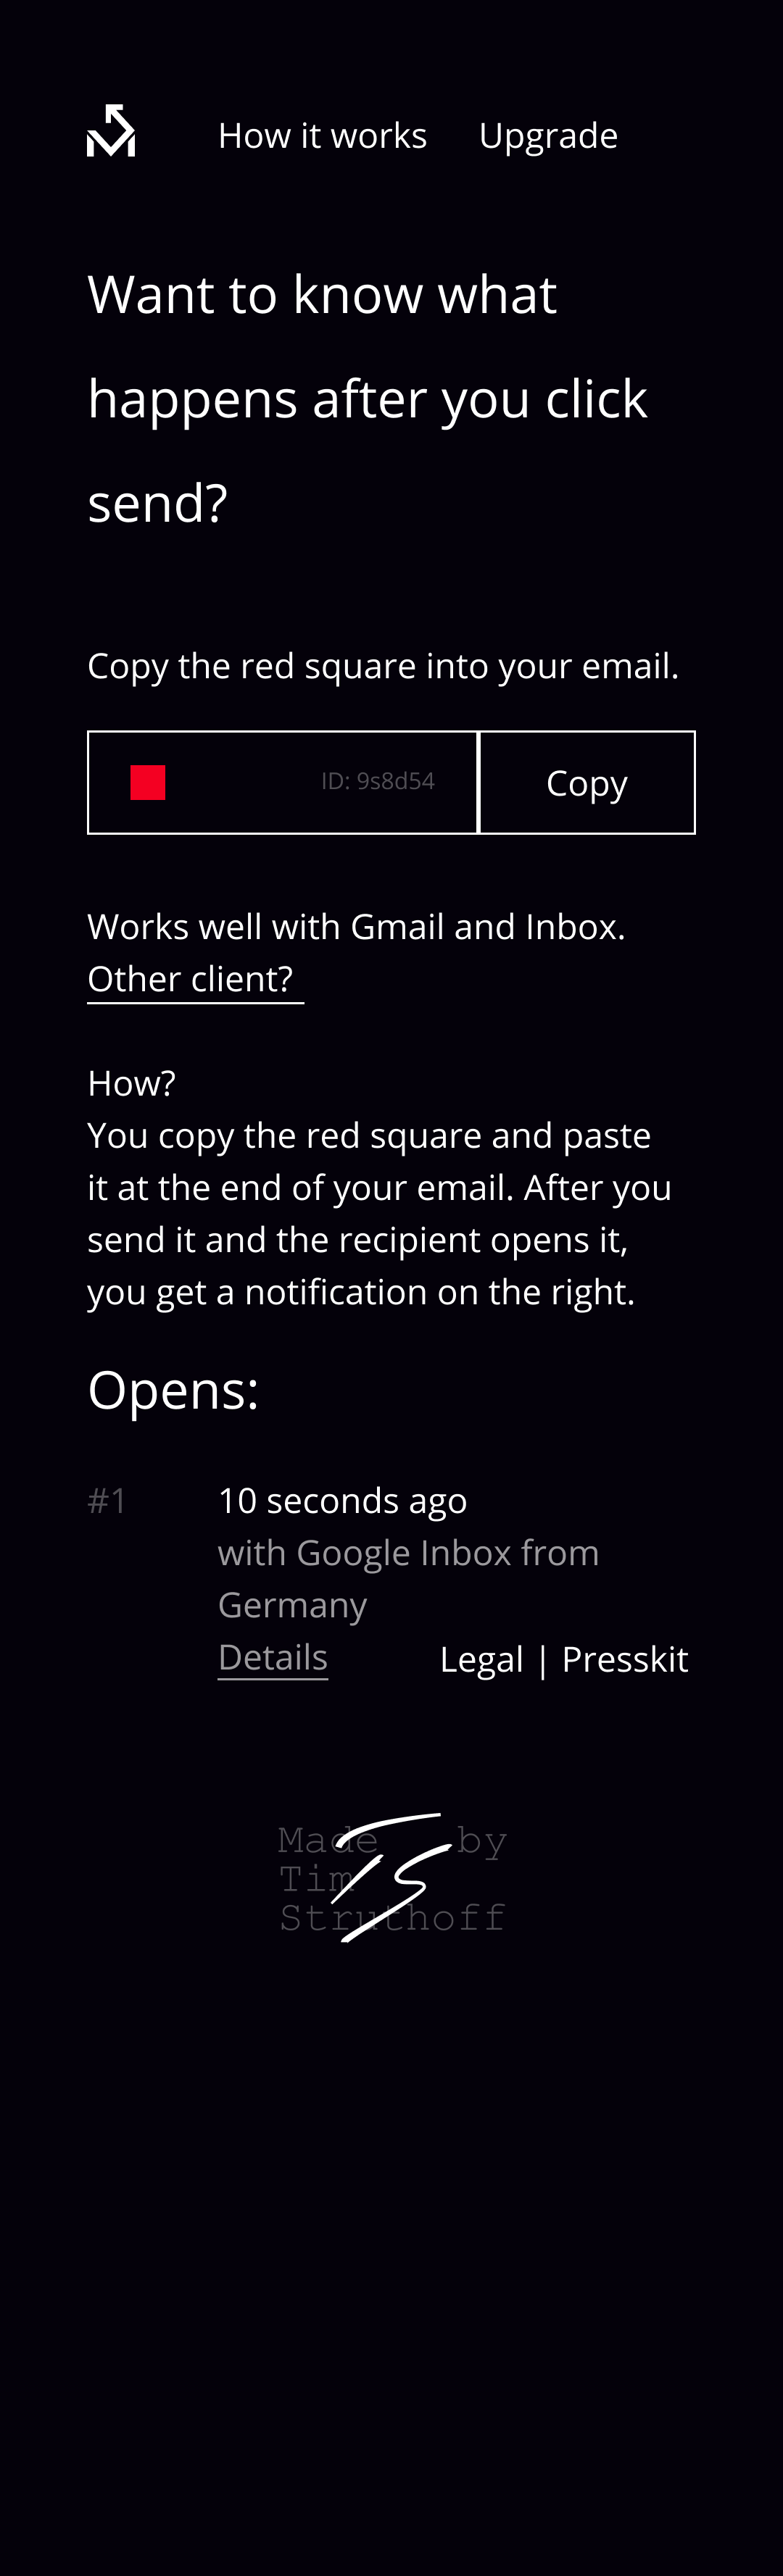 How it works Upgrade
Want to know what
happens after you click
send?
Copy the red square into your email.
ID: 9s8d54 Copy
Works well with Gmail and Inbox.
Other client?
How?
You copy the red square and paste
it at the end of your email. After you
send it and the recipient opens it,
you get a notification on the right.
Opens:
#1 10 seconds ago
with Google Inbox from
Germany
Details Legal | Presskit
Made by
Tim
Struthoff